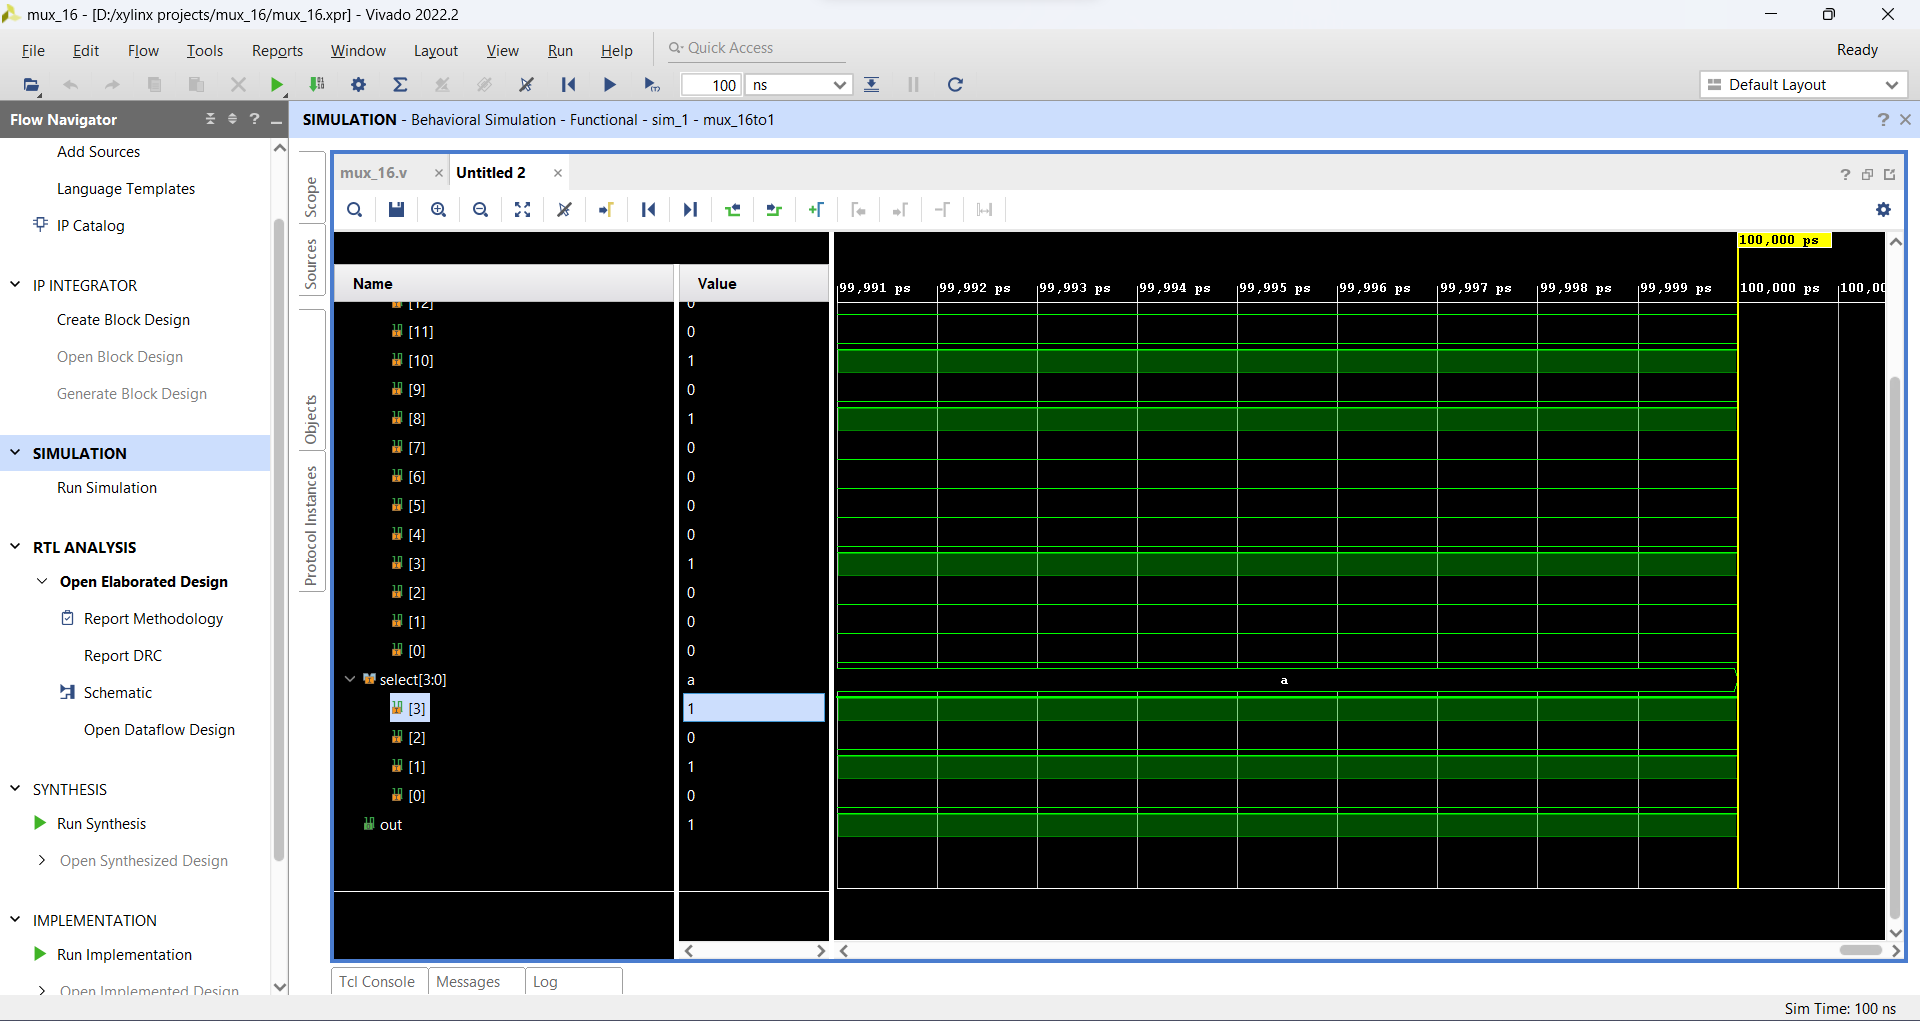 mux_16 - [D:/xylinx projects/mux_16/mux_16.xpr] - Vivado 2022.2
File Edit Flow Tools Reports Window Layout View Run Help Quick Access Ready
100 ns Default Layout
Flow Navigator ? SIMULATION - Behavioral Simulation - Functional - sim_1 - mux_16to1 ?
Add Sources
Language Templates
IP Catalog
IP INTEGRATOR
Create Block Design
Open Block Design
Generate Block Design
SIMULATION
Run Simulation
RTL ANALYSIS
Open Elaborated Design
Report Methodology
Report DRC
Schematic
Open Dataflow Design
SYNTHESIS
Run Synthesis
Open Synthesized Design
IMPLEMENTATION
Run Implementation
Open Implemented Design
Scope
Sources
Objects
Protocol Instances
mux_16.v Untitled 2 ?
100,000 ps
Name Value
99,991 ps 99,992 ps 99,993 ps 99,994 ps 99,995 ps 99,996 ps 99,997 ps 99,998 ps 99,999 ps 100,000 ps 100,00
[12] 0
[11] 0
[10] 1
[9] 0
[8] 1
[7] 0
[6] 0
[5] 0
[4] 0
[3] 1
[2] 0
[1] 0
[0] 0
select[3:0] a a
[3] 1
[2] 0
[1] 1
[0] 0
out 1
Tcl Console Messages Log
Sim Time: 100 ns